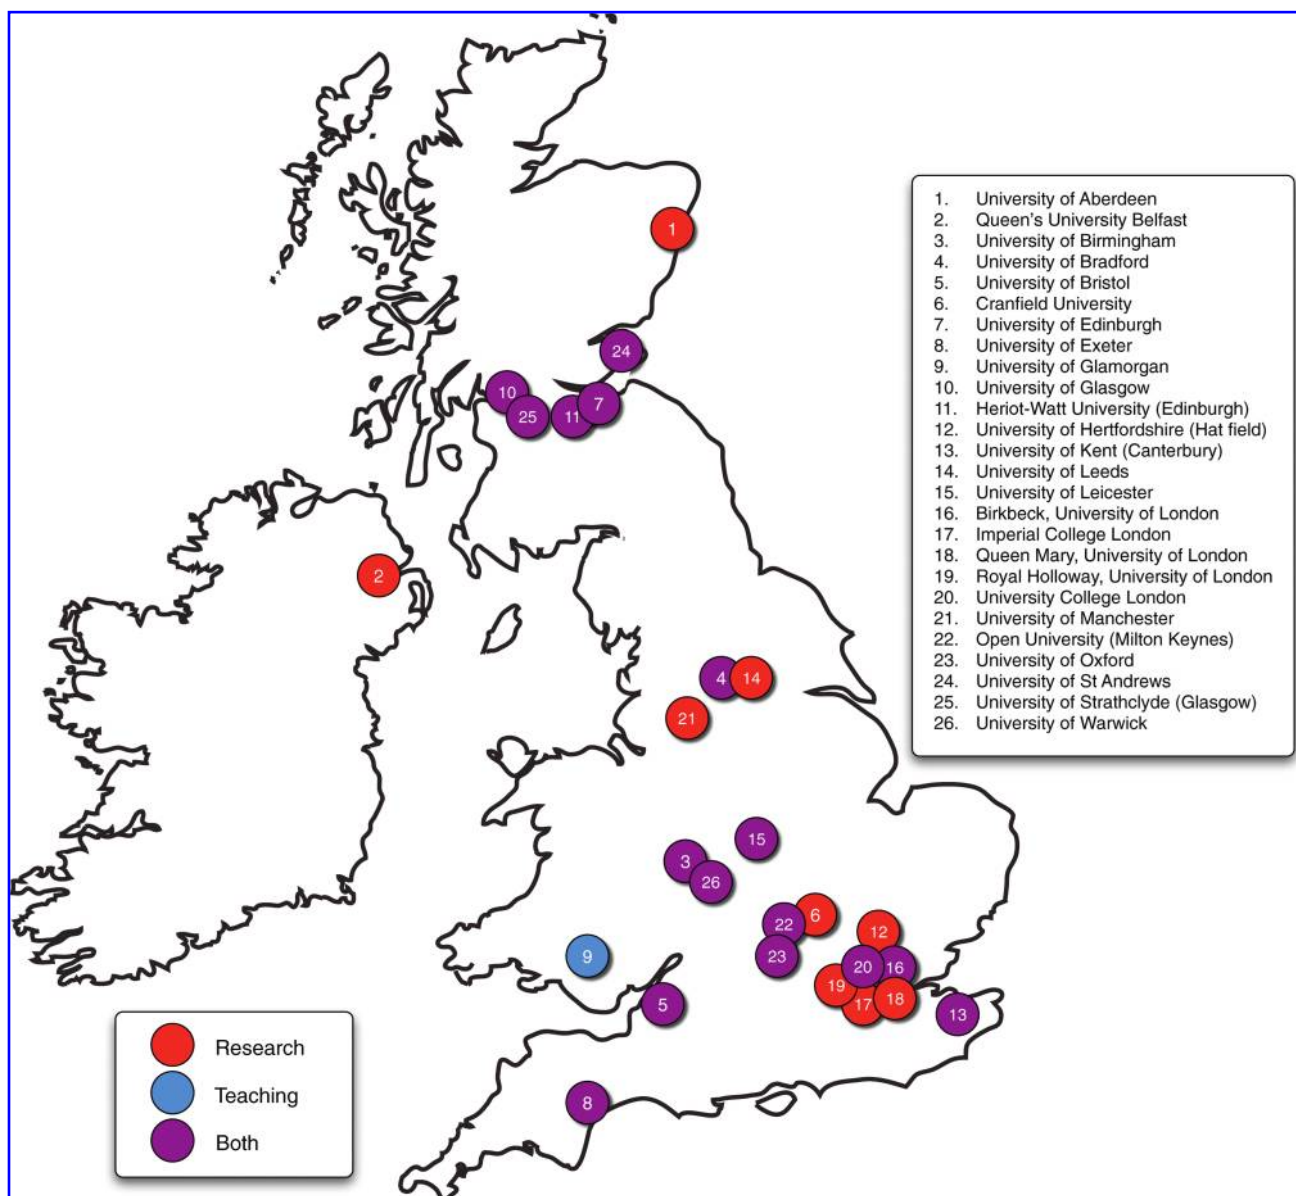 1. University of Aberdeen
2. Queen's University Belfast
3. University of Birmingham
4. University of Bradford
5. University of Bristol
6. Cranfield University
7. University of Edinburgh
8. University of Exeter
9. University of Glamorgan
10. University of Glasgow
11. Heriot-Watt University (Edinburgh)
12. University of Hertfordshire (Hat field)
13. University of Kent (Canterbury)
14. University of Leeds
15. University of Leicester
16. Birkbeck, University of London
17. Imperial College London
18. Queen Mary, University of London
19. Royal Holloway, University of London
20. University College London
21. University of Manchester
22. Open University (Milton Keynes)
23. University of Oxford
24. University of St Andrews
25. University of Strathclyde (Glasgow)
26. University of Warwick
1
24
10
25
11
7
2
4
14
21
15
3
26
22
6
12
23
9
20
16
19
17
18
5
13
8
Research
Teaching
Both